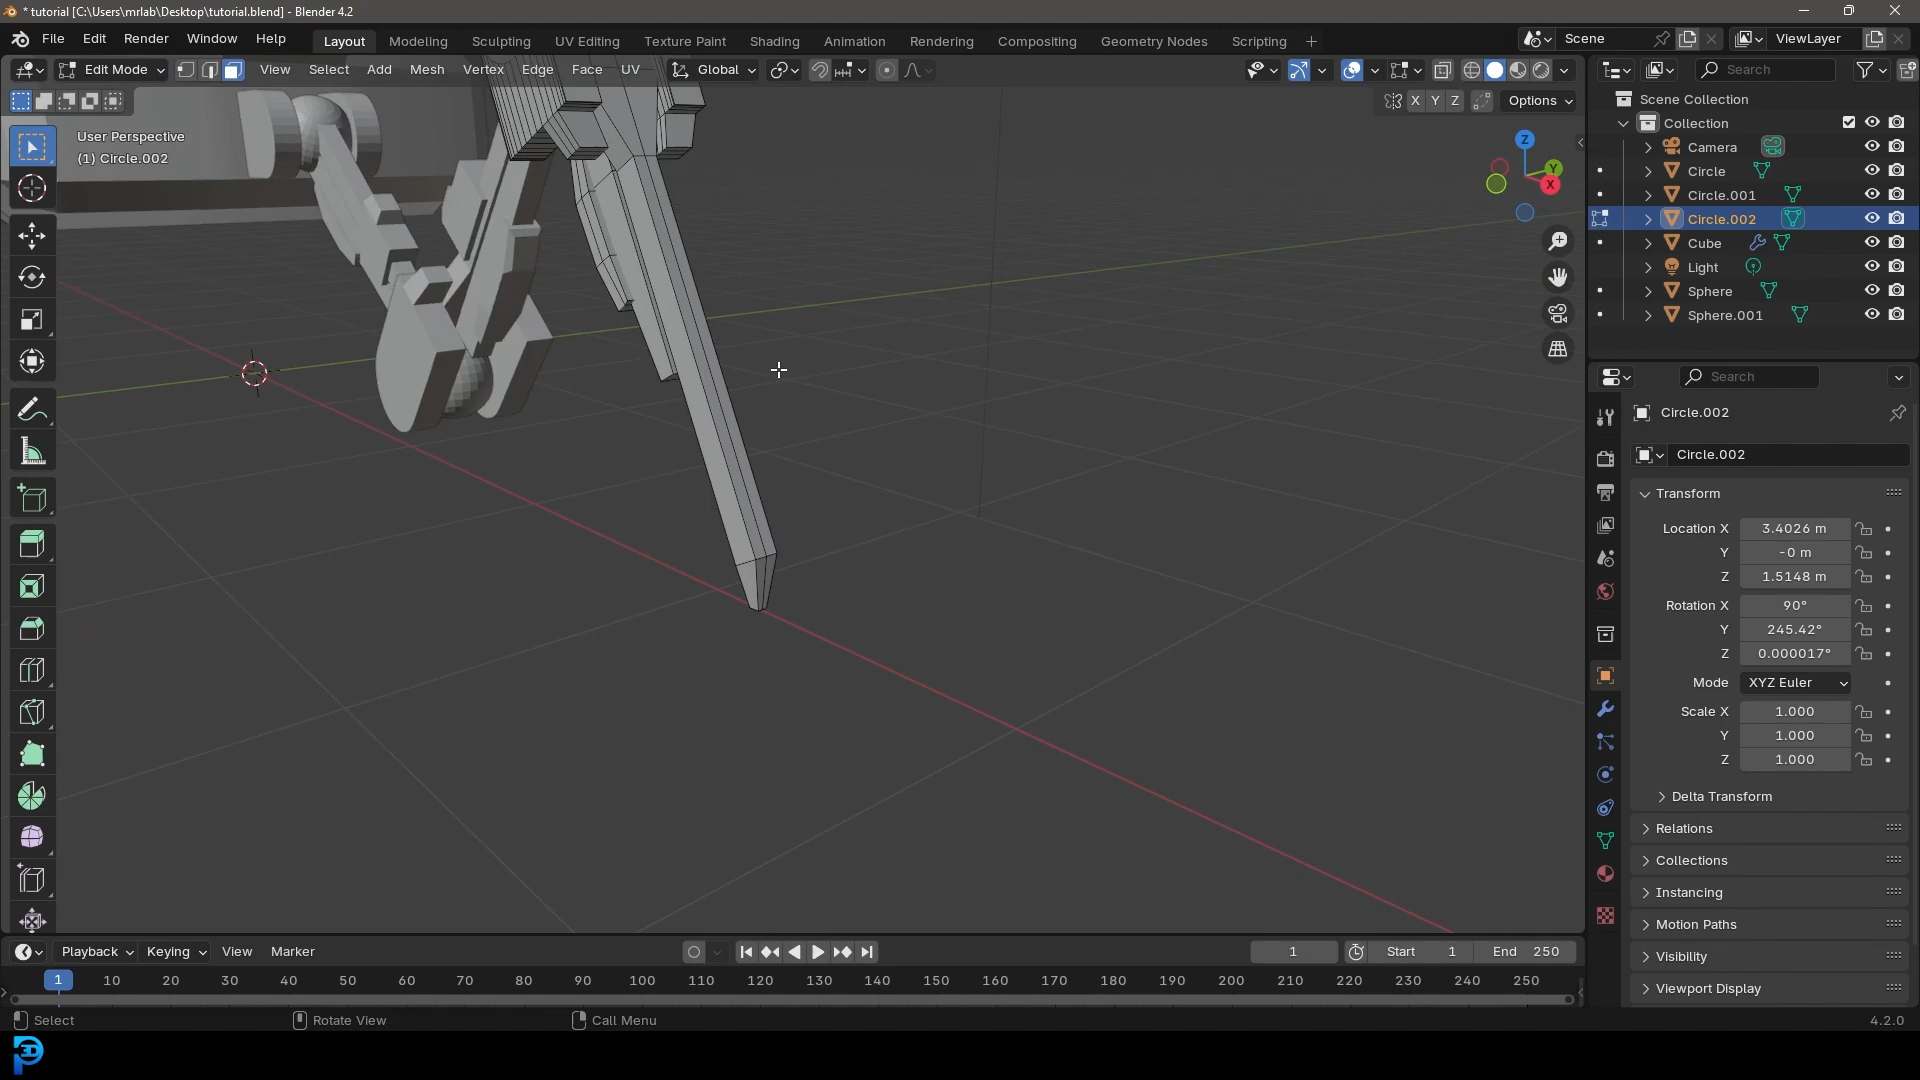 * tutorial [C:\Users\mrlab\Desktop\tutorial.blend] - Blender 4.2
File Edit Render Window Help Layout Modeling Sculpting UV Editing Texture Paint Shading Animation Rendering Compositing Geometry Nodes Scripting + Scene ViewLayer
Edit Mode View Select Add Mesh Vertex Edge Face UV Global Search
X Y Z Options
User Perspective
(1) Circle.002
Z
Y
X
Scene Collection
Collection
Camera
Circle
Circle.001
Circle.002
Cube
Light
Sphere
Sphere.001
Search
Circle.002
Circle.002
Transform
Location X 3.4026 m
Y -0 m
Z 1.5148 m
Rotation X 90°
Y 245.42°
Z 0.000017°
Mode XYZ Euler
Scale X 1.000
Y 1.000
Z 1.000
Delta Transform
Relations
Collections
Instancing
Motion Paths
Visibility
Viewport Display
Playback Keying View Marker 1 Start 1 End 250
1 10 20 30 40 50 60 70 80 90 100 110 120 130 140 150 160 170 180 190 200 210 220 230 240 250
Select Rotate View Call Menu 4.2.0
3D